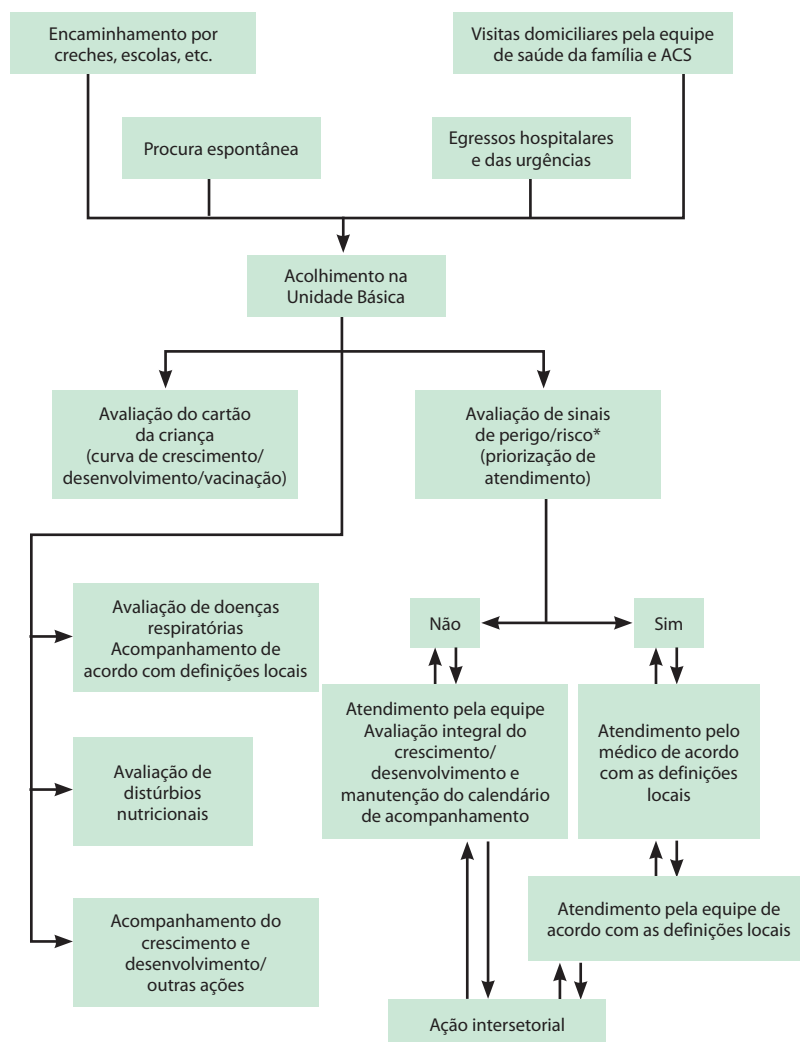 Encaminhamento por
creches, escolas, etc.
Visitas domiciliares pela equipe
de saúde da família e ACS
Procura espontânea
Egressos hospitalares
e das urgências
Acolhimento na
Unidade Básica
Avaliação do cartão
da criança
(curva de crescimento/
desenvolvimento/vacinação)
Avaliação de sinais
de perigo/risco*
(priorização de
atendimento)
Avaliação de doenças
respiratórias
Acompanhamento de
acordo com definições locais
Não
Sim
Atendimento pela equipe
Avaliação integral do
crescimento/
desenvolvimento e
manutenção do calendário
de acompanhamento
Atendimento pelo
médico de acordo
com as definições
locais
Avaliação de
distúrbios
nutricionais
Atendimento pela equipe de
acordo com as definições locais
Acompanhamento do
crescimento e
desenvolvimento/
outras ações
Ação intersetorial